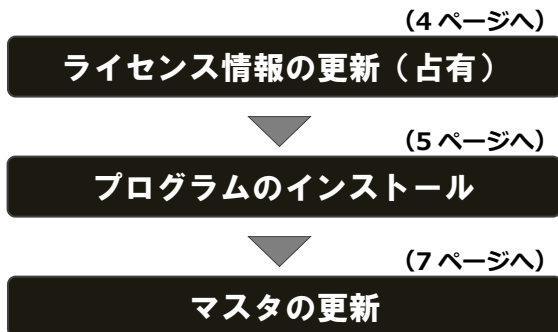 （4 ページへ）
ライセンス情報の更新（占有）
（5 ページへ）
プログラムのインストール
（7 ページへ）
マスタの更新